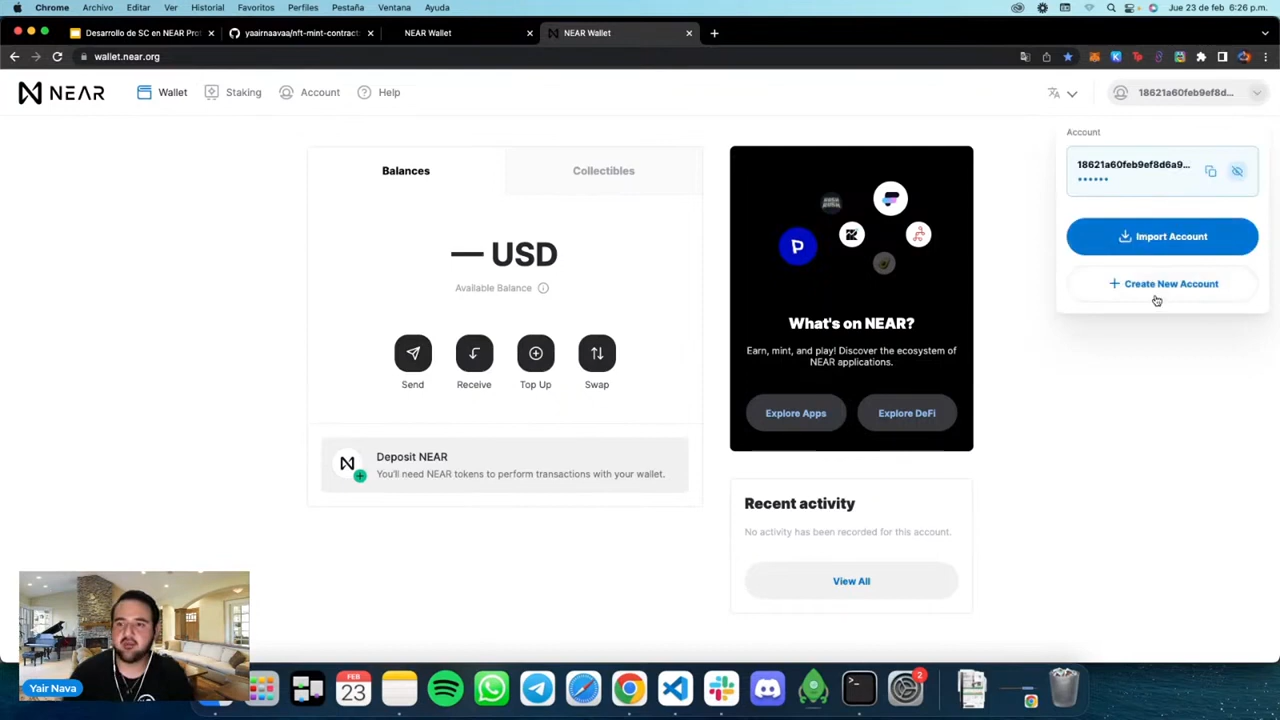 Chrome Archivo Editar Ver Historial Favoritos Perfiles Pestaña Ventana Ayuda Jue 23 de feb 6:26 p.m.
Desarrollo de SC en NEAR Pro yaairnaavaa/nft-mint-contract NEAR Wallet NEAR Wallet
wallet.near.org
NEAR Wallet Staking Account Help 18621a60feb9ef8d...
Account
18621a60feb9ef8d6a9...
••••••
Import Account
Create New Account
Balances Collectibles
— USD
Available Balance
Send Receive Top Up Swap
Deposit NEAR
You'll need NEAR tokens to perform transactions with your wallet.
P
What's on NEAR?
Earn, mint, and play! Discover the ecosystem of
NEAR applications.
Explore Apps Explore DeFi
Recent activity
No activity has been recorded for this account.
View All
Yair Nava
FEB
23
2